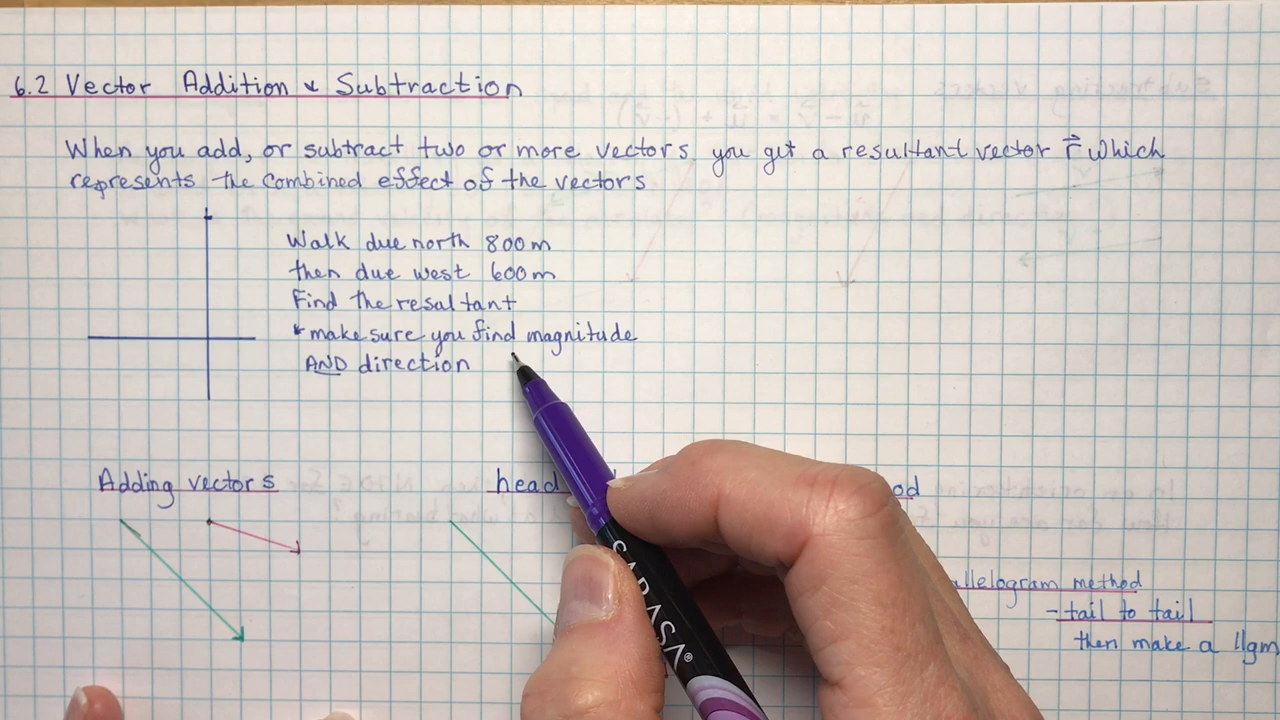 6.2 Vector Addition & Subtraction
When you add, or subtract two or more vectors you get a resultant vector r⃗ which
represents the combined effect of the vectors
Walk due north 800m
then due west 600m
Find the resultant
* make sure you find magnitude
AND direction
Adding vectors
head
od
allelogram method
- tail to tail
then make a llgm
SARASA®